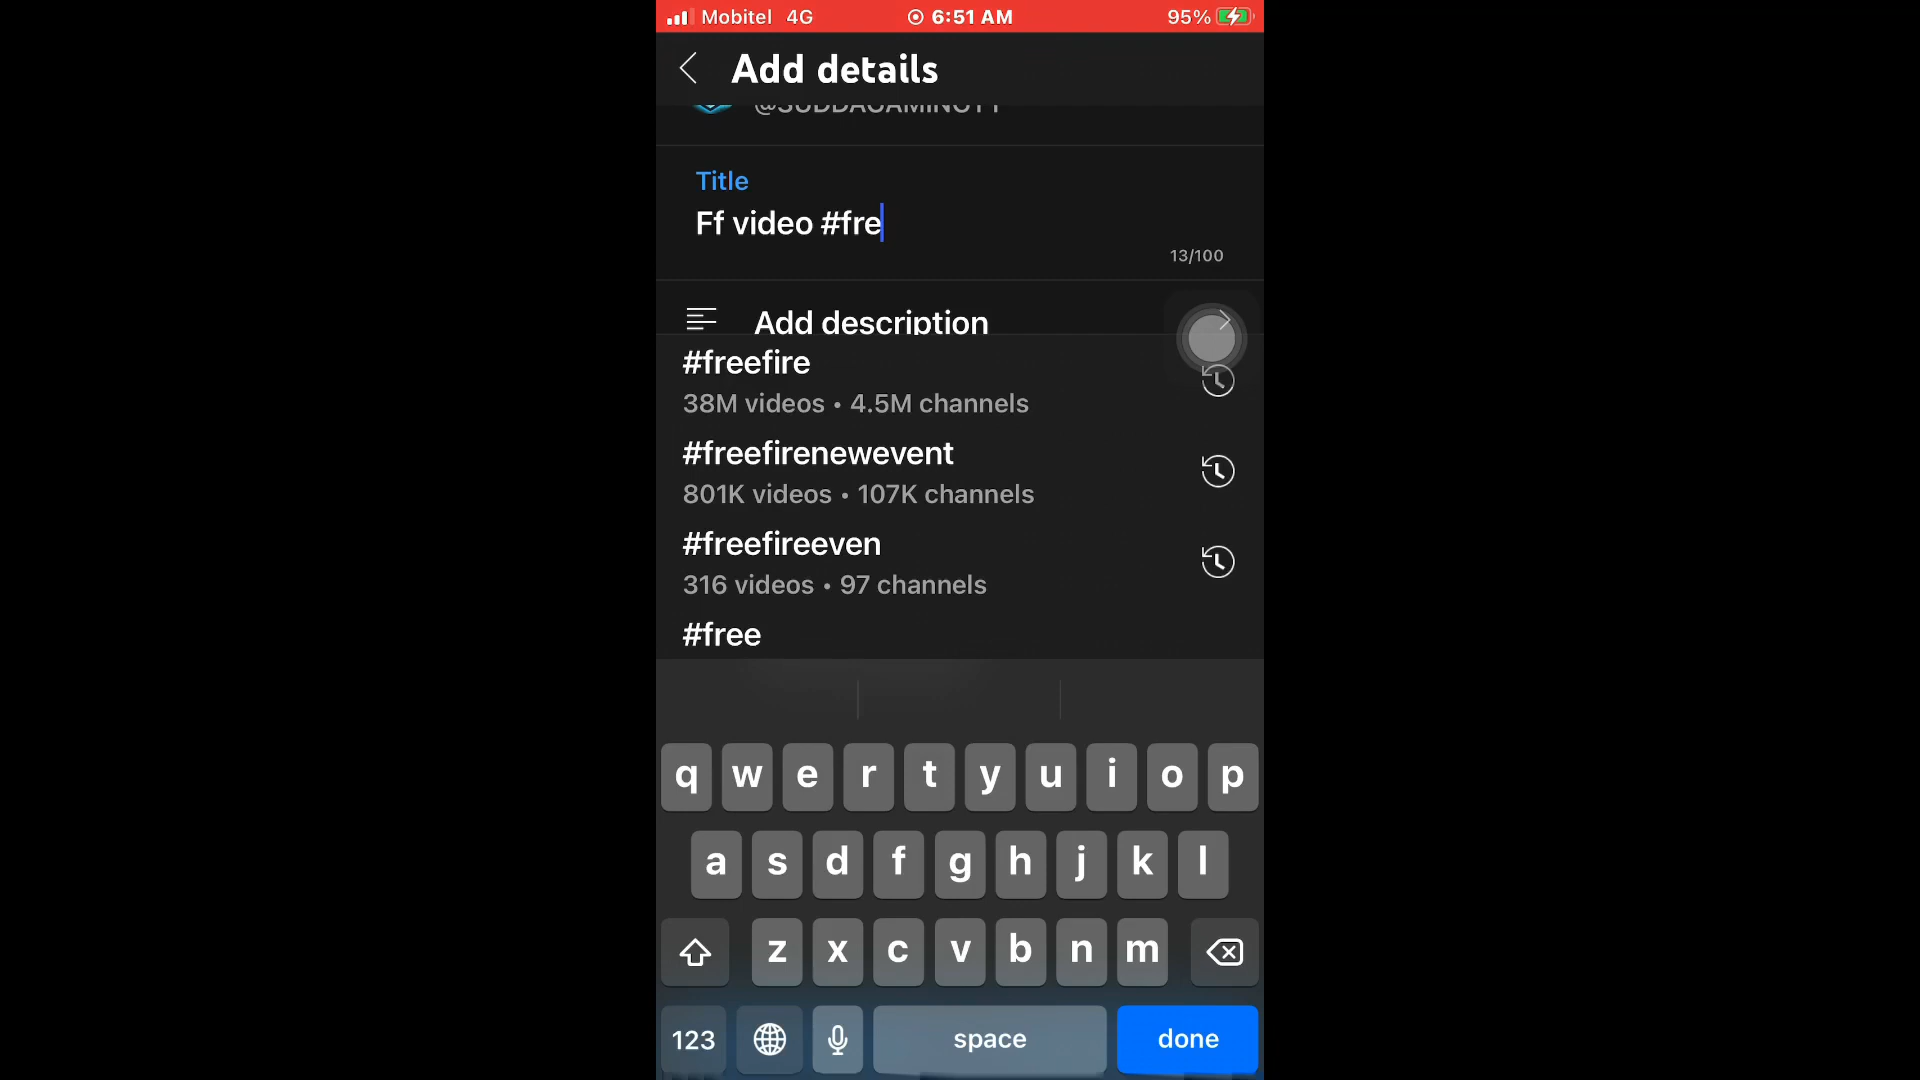 Mobitel 4G 6:51 AM 95%
Add details
Title
Ff video #fre
13/100
Add description
#freefire
38M videos • 4.5M channels
#freefirenewevent
801K videos • 107K channels
#freefireeven
316 videos • 97 channels
#free
q w e r t y u i o p
a s d f g h j k l
z x c v b n m
123 space done